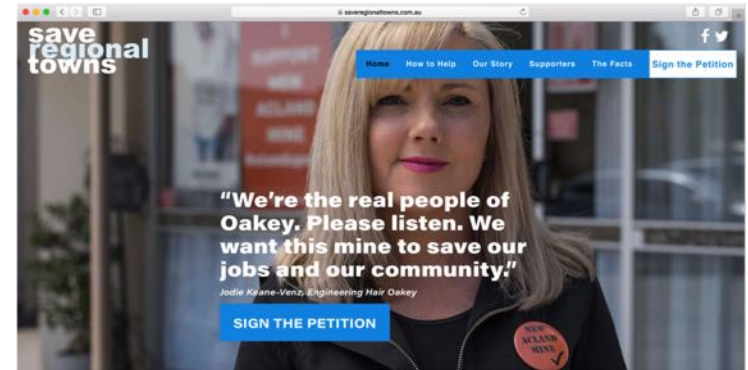 saveregionaltowns.com.au
save
regional
towns
Home How to Help Our Story Supporters The Facts Sign the Petition
I
SUPPORT
NEW
ACLAND
MINE
“We're the real people of
Oakey. Please listen. We
want this mine to save our
jobs and our community.”
Jodie Keane-Venz, Engineering Hair Oakey
SIGN THE PETITION
NEW
ACLAND
MINE